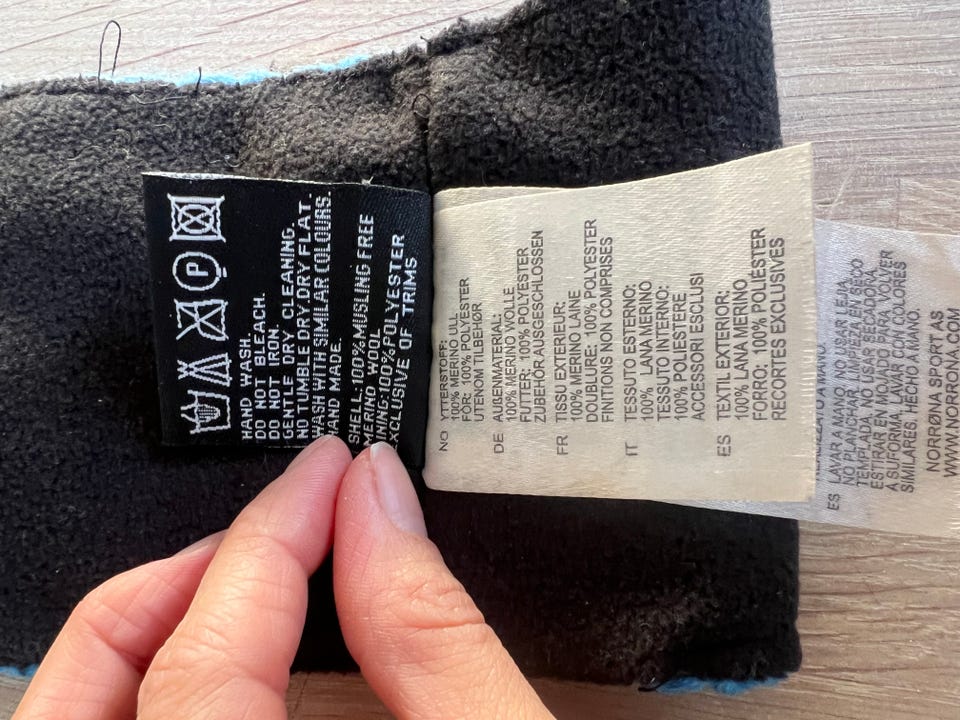 HAND WASH.
DO NOT BLEACH.
DO NOT IRON.
GENTLE DRY CLEANING.
NO TUMBLE DRY. DRY FLAT.
WASH WITH SIMILAR COLOURS.
HAND MADE.
SHELL: 100% MUSLING FREE
MERINO WOOL
LINING: 100% POLYESTER
EXCLUSIVE OF TRIMS
NO YTTERSTOFF:
100% MERINO ULL
FÔR: 100% POLYESTER
UTENOM TILBEHØR
DE AUßENMATERIAL:
100% MERINO WOLLE
FUTTER: 100% POLYESTER
ZUBEHÖR AUSGESCHLOSSEN
FR TISSU EXTERIEUR:
100% MERINO LAINE
DOUBLURE: 100% POLYESTER
FINITIONS NON COMPRISES
IT TESSUTO ESTERNO:
100% LANA MERINO
TESSUTO INTERNO:
100% POLIESTERE
ACCESSORI ESCLUSI
ES TEXTIL EXTERIOR:
100% LANA MERINO
FORRO: 100% POLIÉSTER
RECORTES EXCLUSIVES
A MANO
ES LAVAR A MANO, NO USAR LEJIA,
NO PLANCHAR, LIMPIEZA EN SECO
TEMPLADA, NO USAR SECADORA,
ESTIRAR EN MOJADO PARA VOLVER
A SU FORMA, LAVAR CON COLORES
SIMILARES, HECHO A MANO.
NORRØNA SPORT AS
WWW.NORRONA.COM